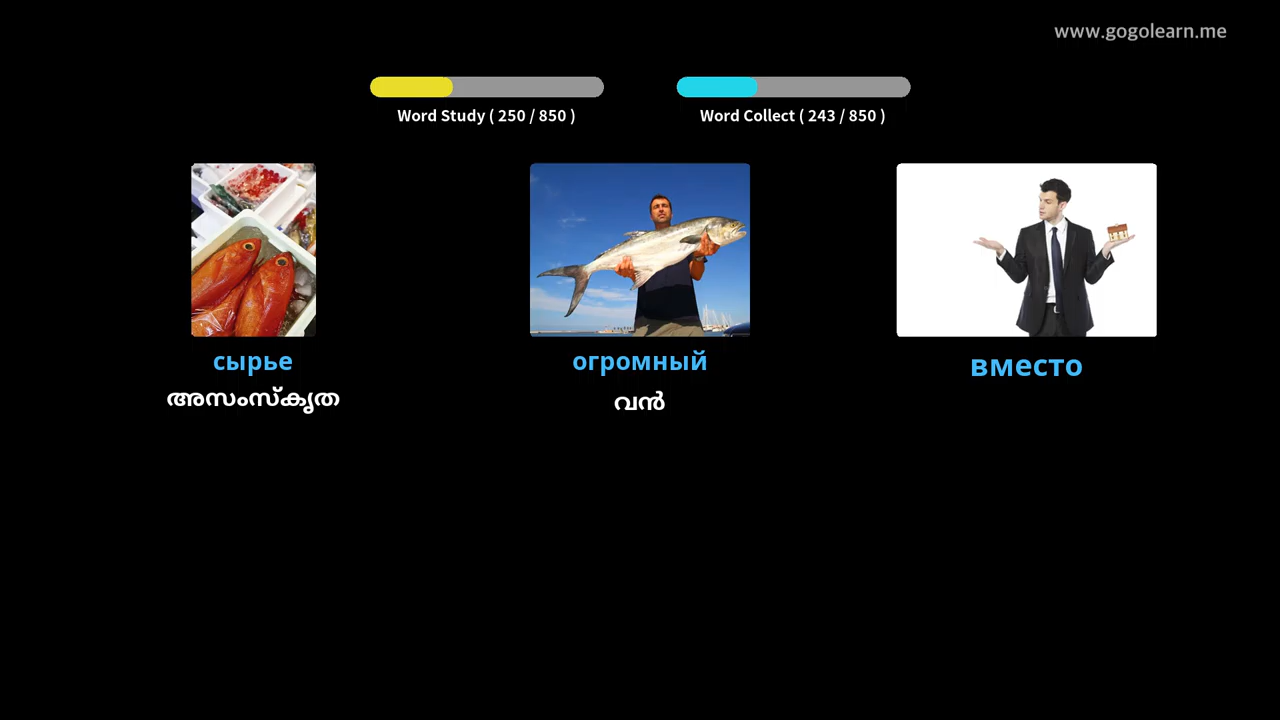 www.gogolearn.me
Word Study ( 250 / 850 )
Word Collect ( 243 / 850 )
сырье
огромный
вместо
അസംസ്കൃത
വൻ